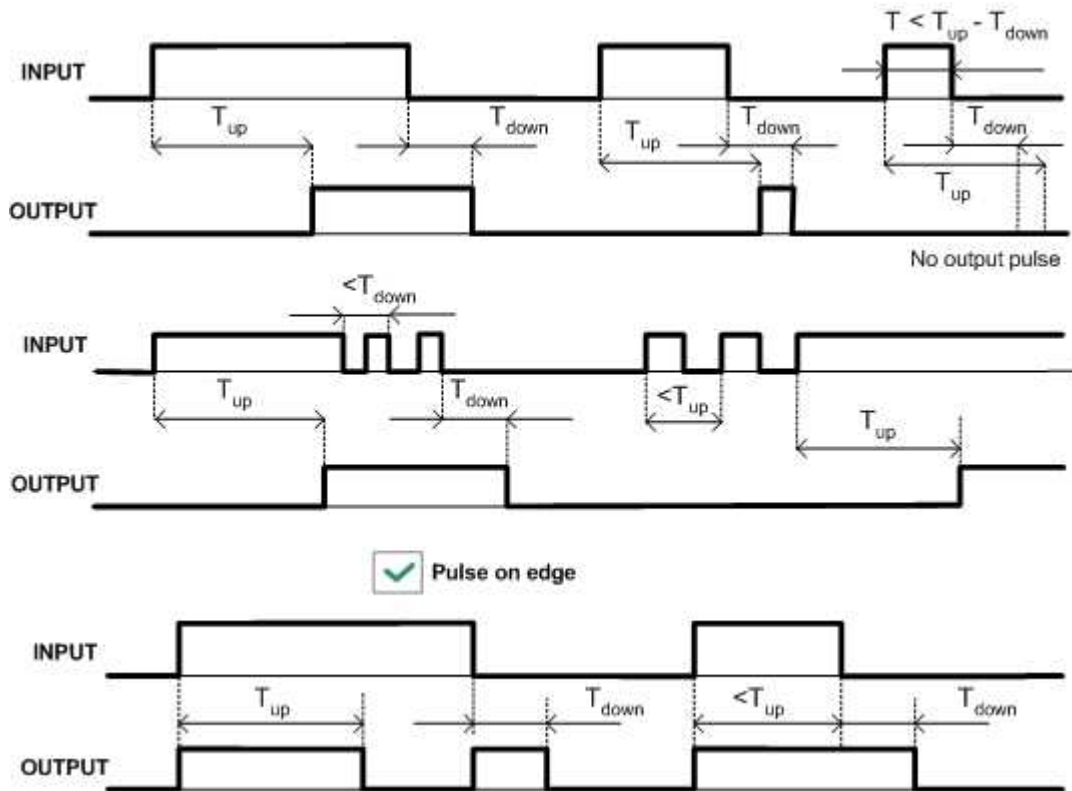 T < Tup - Tdown
INPUT
Tup
Tdown
Tup
Tdown
Tdown
Tup
OUTPUT
No output pulse
<Tdown
INPUT
Tup
Tdown
<Tup
Tup
OUTPUT
Pulse on edge
INPUT
Tup
Tdown
<Tup
Tdown
OUTPUT